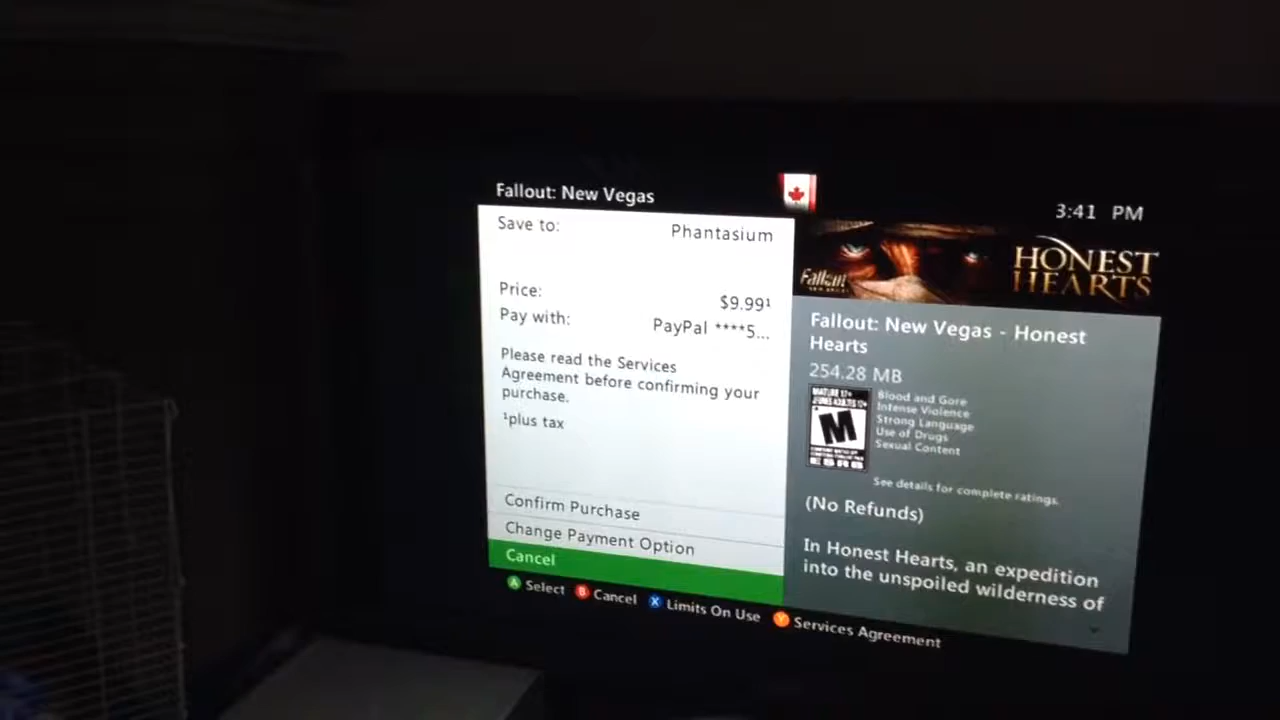 Fallout: New Vegas
3:41 PM
Save to: Phantasium
Price: $9.99¹
Pay with: PayPal ****5...
Please read the Services
Agreement before confirming your
purchase.
¹plus tax
Confirm Purchase
Change Payment Option
Cancel
A Select B Cancel X Limits On Use Y Services Agreement
Fallout
HONEST
HEARTS
Fallout: New Vegas - Honest
Hearts
254.28 MB
MATURE 17+
M
Blood and Gore
Intense Violence
Strong Language
Use of Drugs
Sexual Content
See details for complete ratings.
(No Refunds)
In Honest Hearts, an expedition
into the unspoiled wilderness of